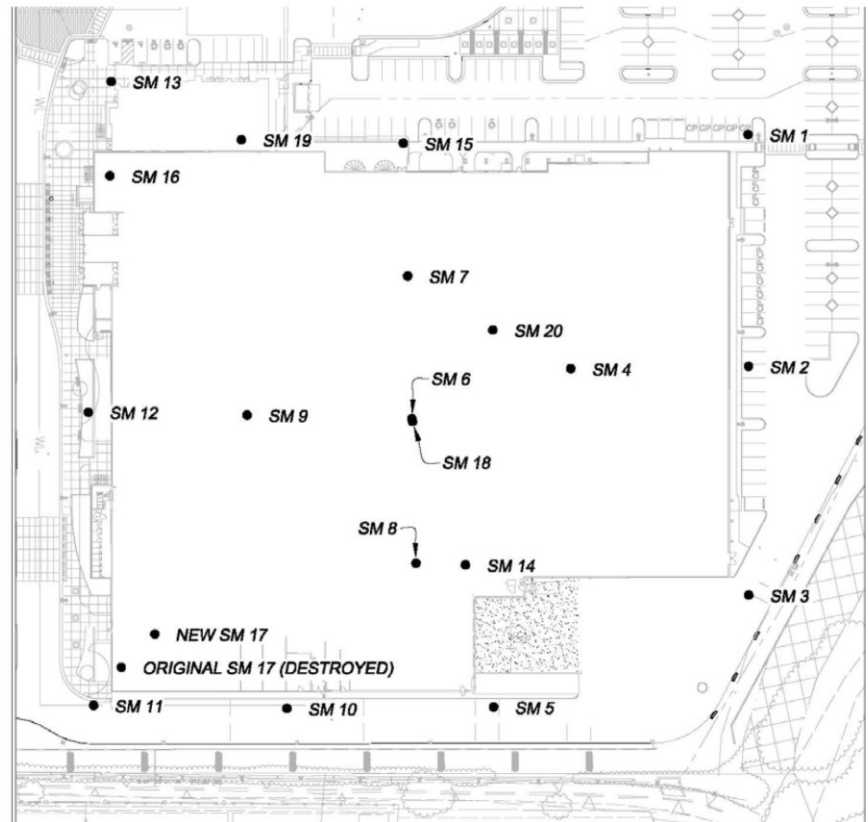 SM 13
SM 19
SM 15
SM 1
SM 16
SM 7
SM 20
SM 4
SM 2
SM 6
SM 12
SM 9
SM 18
SM 8
SM 14
SM 3
NEW SM 17
ORIGINAL SM 17 (DESTROYED)
SM 11
SM 10
SM 5